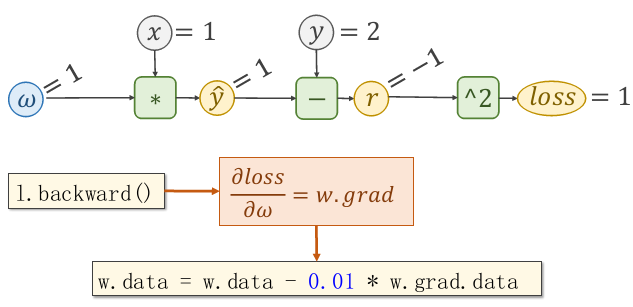 x = 1
y = 2
ω = 1
*
ŷ = 1
−
r = −1
^2
loss = 1
l.backward()
∂loss/∂ω = w.grad
w.data = w.data - 0.01 * w.grad.data